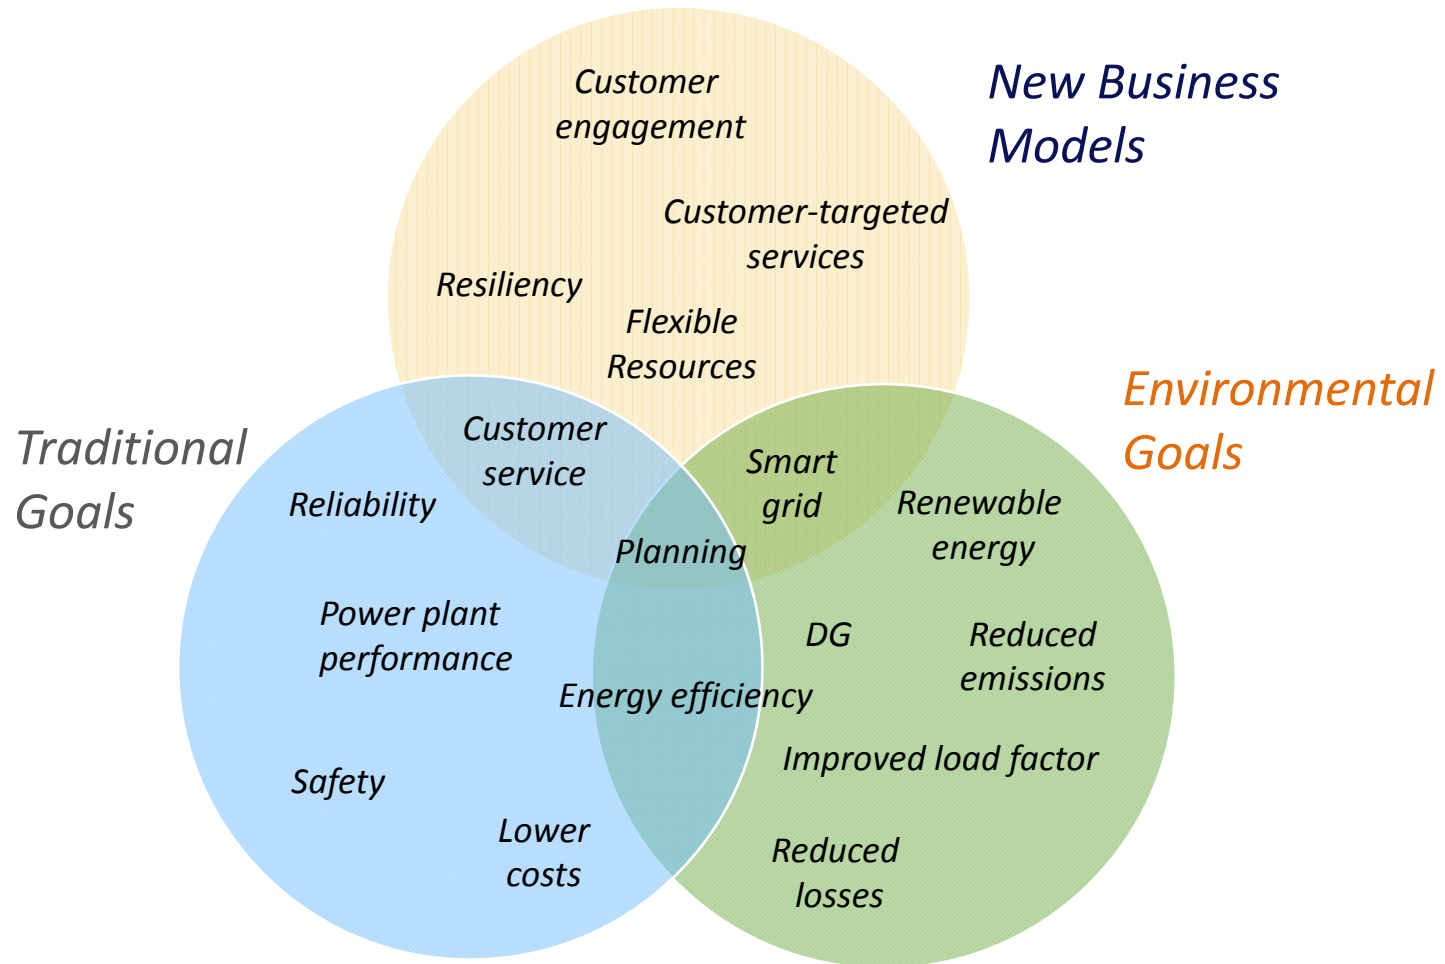 New Business
Models
Customer
engagement
Customer-targeted
services
Resiliency
Flexible
Resources
Environmental
Goals
Traditional
Goals
Customer
service
Smart
grid
Reliability
Renewable
energy
Planning
Power plant
performance
DG
Reduced
emissions
Energy efficiency
Improved load factor
Safety
Lower
costs
Reduced
losses